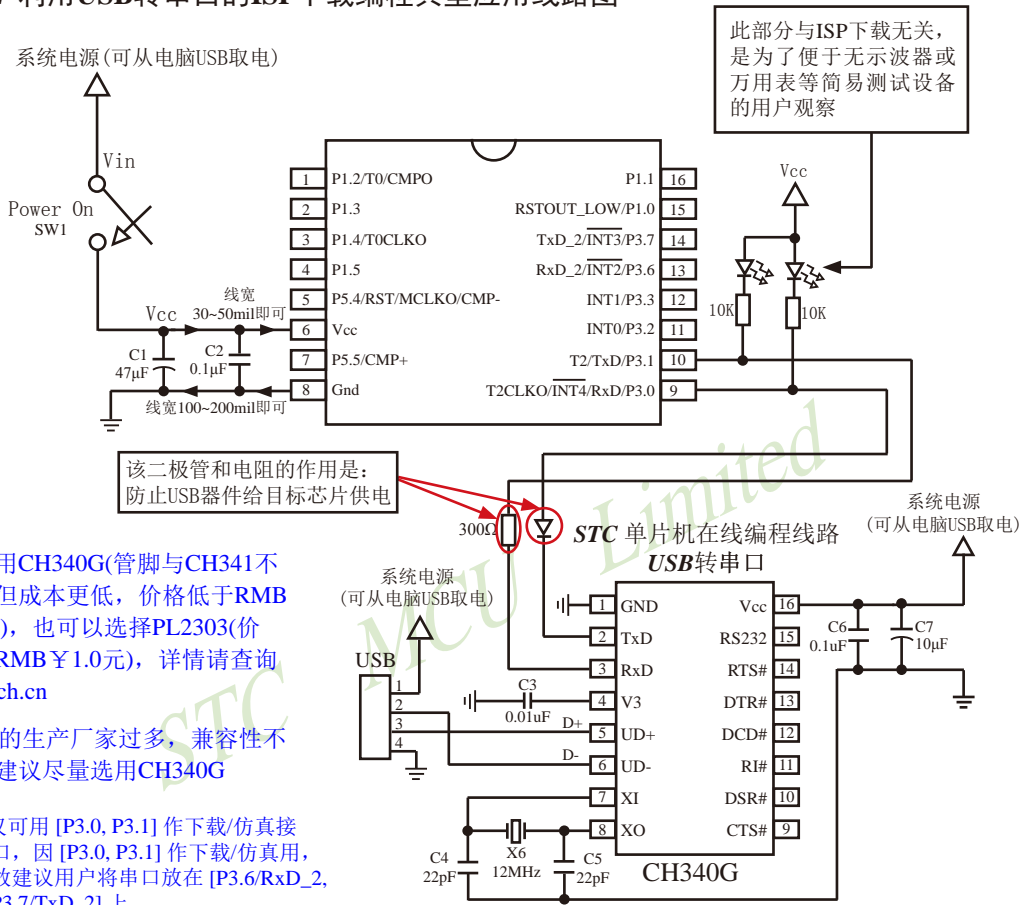 利用USB转串口的ISP下载编程典型应用线路图
此部分与ISP下载无关，
是为了便于无示波器或
万用表等简易测试设备
的用户观察
系统电源(可从电脑USB取电)
Vin
Power On
SW1
Vcc
线宽
30~50mil即可
C1
47μF
C2
0.1μF
线宽100~200mil即可
1 P1.2/T0/CMPO
2 P1.3
3 P1.4/T0CLKO
4 P1.5
5 P5.4/RST/MCLKO/CMP-
6 Vcc
7 P5.5/CMP+
8 Gnd
P1.1 16
RSTOUT_LOW/P1.0 15
TxD_2/INT3/P3.7 14
RxD_2/INT2/P3.6 13
INT1/P3.3 12
INT0/P3.2 11
T2/TxD/P3.1 10
T2CLKO/INT4/RxD/P3.0 9
Vcc
10K
10K
该二极管和电阻的作用是：
防止USB器件给目标芯片供电
300Ω
STC 单片机在线编程线路
USB转串口
系统电源
(可从电脑USB取电)
系统电源
(可从电脑USB取电)
USB
1
2
3
4
C3
0.01uF
D+
D-
1 GND
2 TxD
3 RxD
4 V3
5 UD+
6 UD-
7 XI
8 XO
Vcc 16
RS232 15
RTS# 14
DTR# 13
DCD# 12
RI# 11
DSR# 10
CTS# 9
CH340G
C6
0.1uF
C7
10μF
C4
22pF
X6
12MHz
C5
22pF
用CH340G(管脚与CH341不
但成本更低，价格低于RMB
)，也可以选择PL2303(价
RMB￥1.0元)，详情请查询
ch.cn
的生产厂家过多，兼容性不
建议尽量选用CH340G
可用 [P3.0, P3.1] 作下载/仿真接
口，因 [P3.0, P3.1] 作下载/仿真用，
故建议用户将串口放在 [P3.6/RxD_2,
P3.7/TxD_2] 上
STC MCU Limited